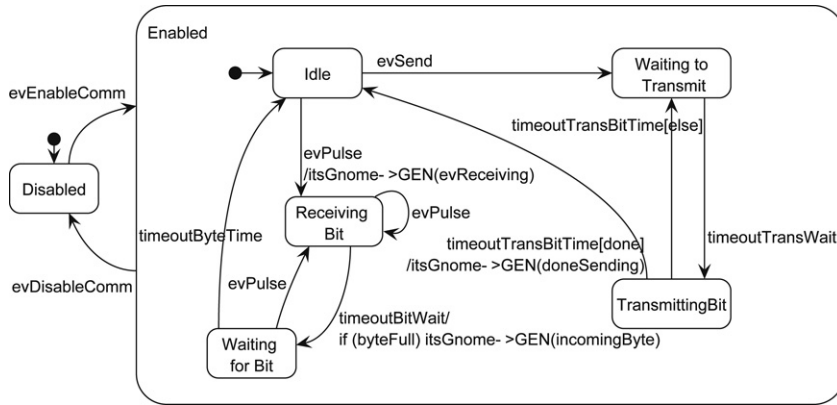 Enabled
Idle
evSend
Waiting to
Transmit
evEnableComm
timeoutTransBitTime[else]
evPulse
/itsGnome- >GEN(evReceiving)
Disabled
Receiving
Bit
evPulse
timeoutByteTime
timeoutTransBitTime[done]
/itsGnome- >GEN(doneSending)
timeoutTransWait
evDisableComm
evPulse
TransmittingBit
timeoutBitWait/
if (byteFull) itsGnome- >GEN(incomingByte)
Waiting
for Bit